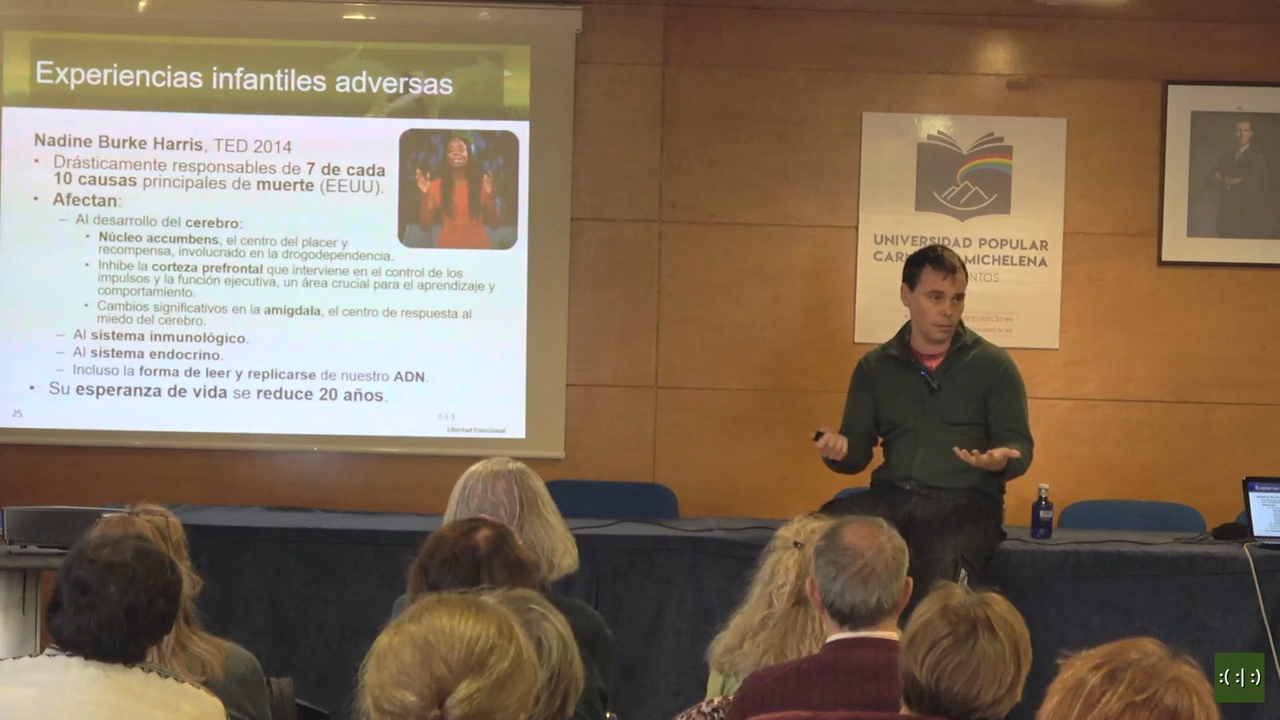 Experiencias infantiles adversas
Nadine Burke Harris, TED 2014
• Drásticamente responsables de 7 de cada
10 causas principales de muerte (EEUU).
• Afectan:
– Al desarrollo del cerebro:
• Núcleo accumbens, el centro del placer y
recompensa, involucrado en la drogodependencia.
• Inhibe la corteza prefrontal que interviene en el control de los
impulsos y la función ejecutiva, un área crucial para el aprendizaje y
comportamiento.
• Cambios significativos en la amígdala, el centro de respuesta al
miedo del cerebro.
– Al sistema inmunológico.
– Al sistema endocrino.
– Incluso la forma de leer y replicarse de nuestro ADN.
• Su esperanza de vida se reduce 20 años.
25
Libertad Emocional
UNIVERSIDAD POPULAR
MICHELENA
:( :| :)